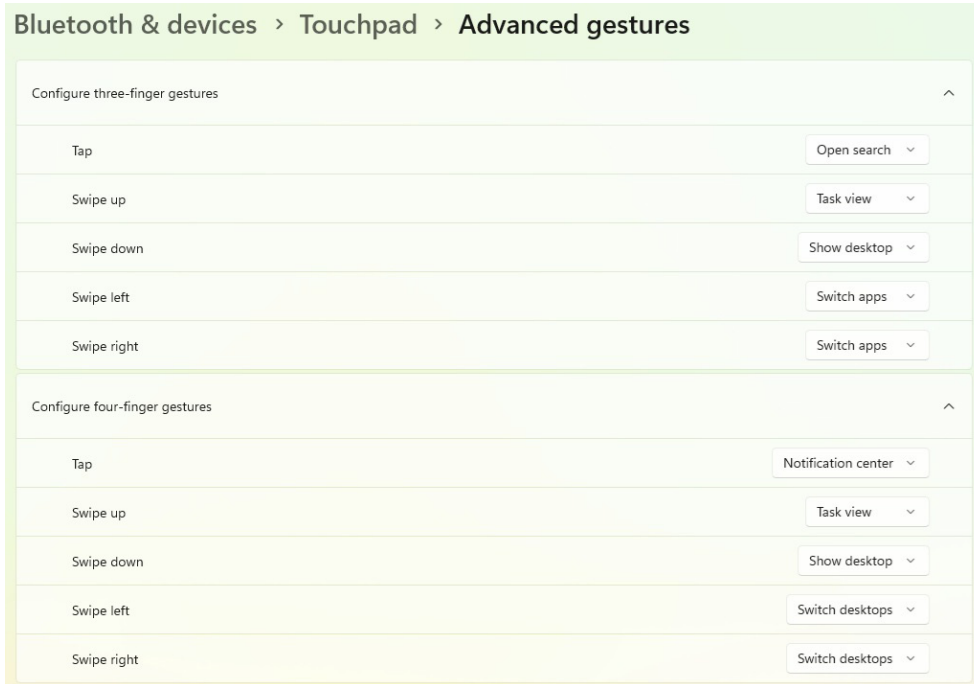 Bluetooth & devices > Touchpad > Advanced gestures
Configure three-finger gestures
Tap Open search
Swipe up Task view
Swipe down Show desktop
Swipe left Switch apps
Swipe right Switch apps
Configure four-finger gestures
Tap Notification center
Swipe up Task view
Swipe down Show desktop
Swipe left Switch desktops
Swipe right Switch desktops